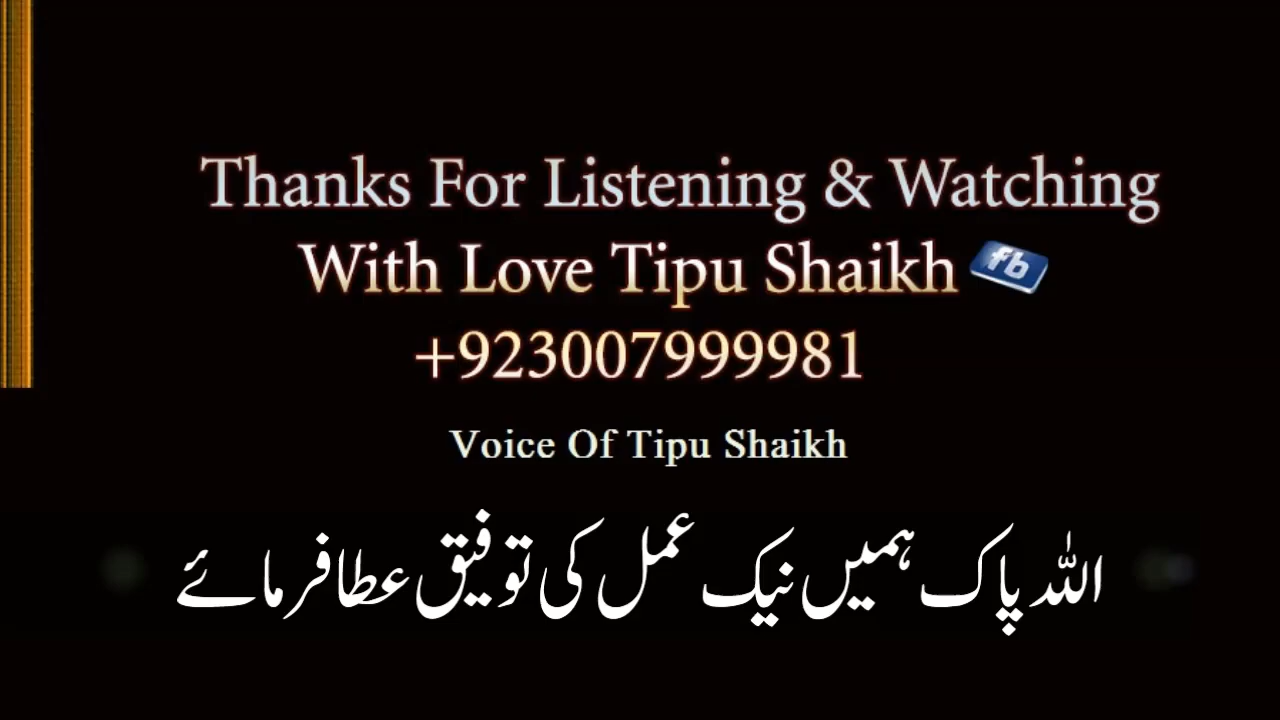 Thanks For Listening & Watching
With Love Tipu Shaikh fb
+923007999981
Voice Of Tipu Shaikh
اللہ پاک ہمیں نیک عمل کی توفیق عطا فرمائے